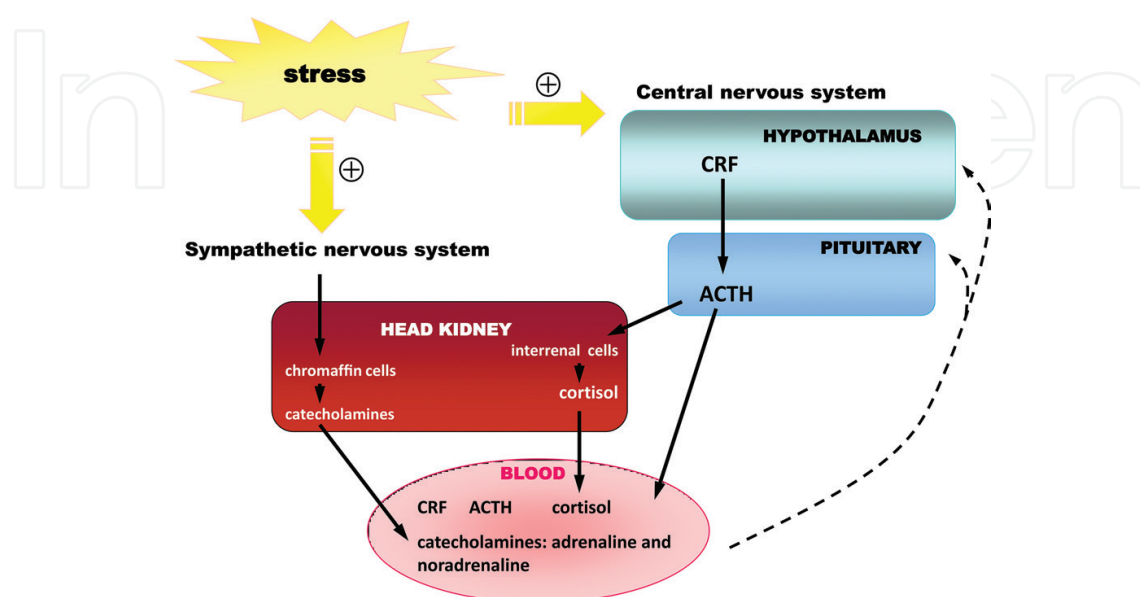 stress
Central nervous system
HYPOTHALAMUS
CRF
Sympathetic nervous system
PITUITARY
ACTH
HEAD KIDNEY
interrenal cells
chromaffin cells
cortisol
catecholamines
BLOOD
CRF ACTH cortisol
catecholamines: adrenaline and
noradrenaline